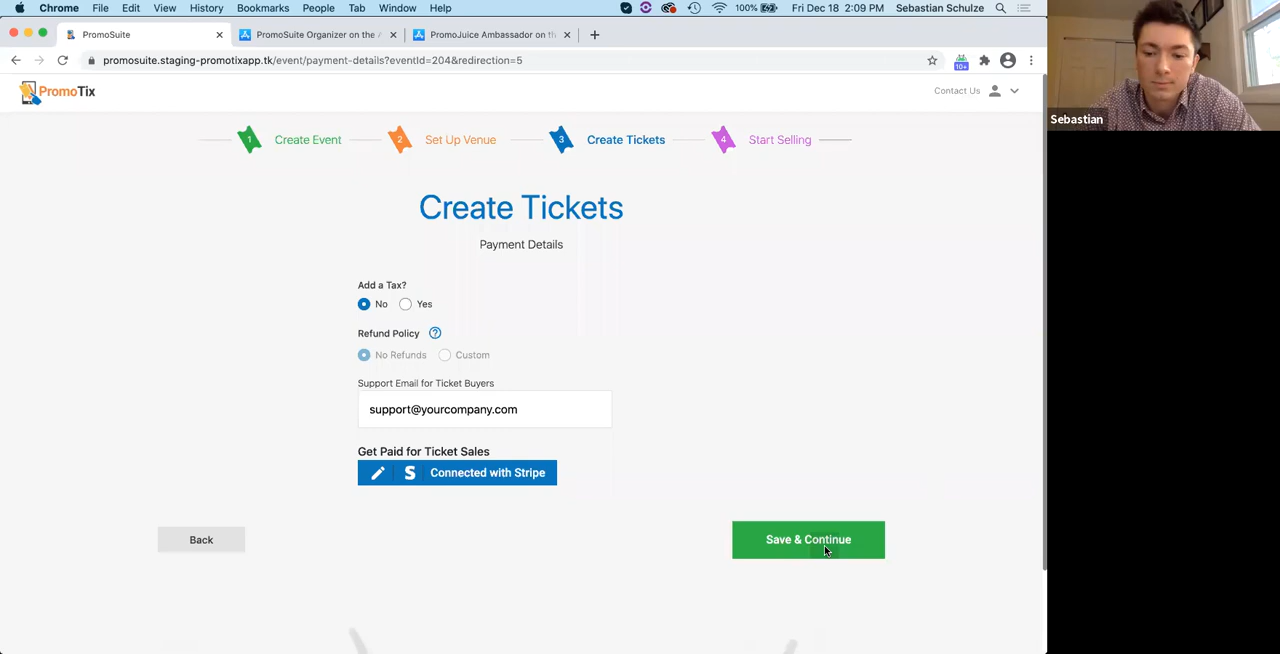 Chrome File Edit View History Bookmarks People Tab Window Help 100% Fri Dec 18 2:09 PM Sebastian Schulze
PromoSuite PromoSuite Organizer on the PromoJuice Ambassador on
promosuite.staging-promotixapp.tk/event/payment-details?eventId=204&redirection=5 10+
PromoTix Contact Us
Sebastian
1 Create Event 2 Set Up Venue 3 Create Tickets 4 Start Selling
Create Tickets
Payment Details
Add a Tax?
No Yes
Refund Policy ?
No Refunds Custom
Support Email for Ticket Buyers
support@yourcompany.com
Get Paid for Ticket Sales
S Connected with Stripe
Back Save & Continue